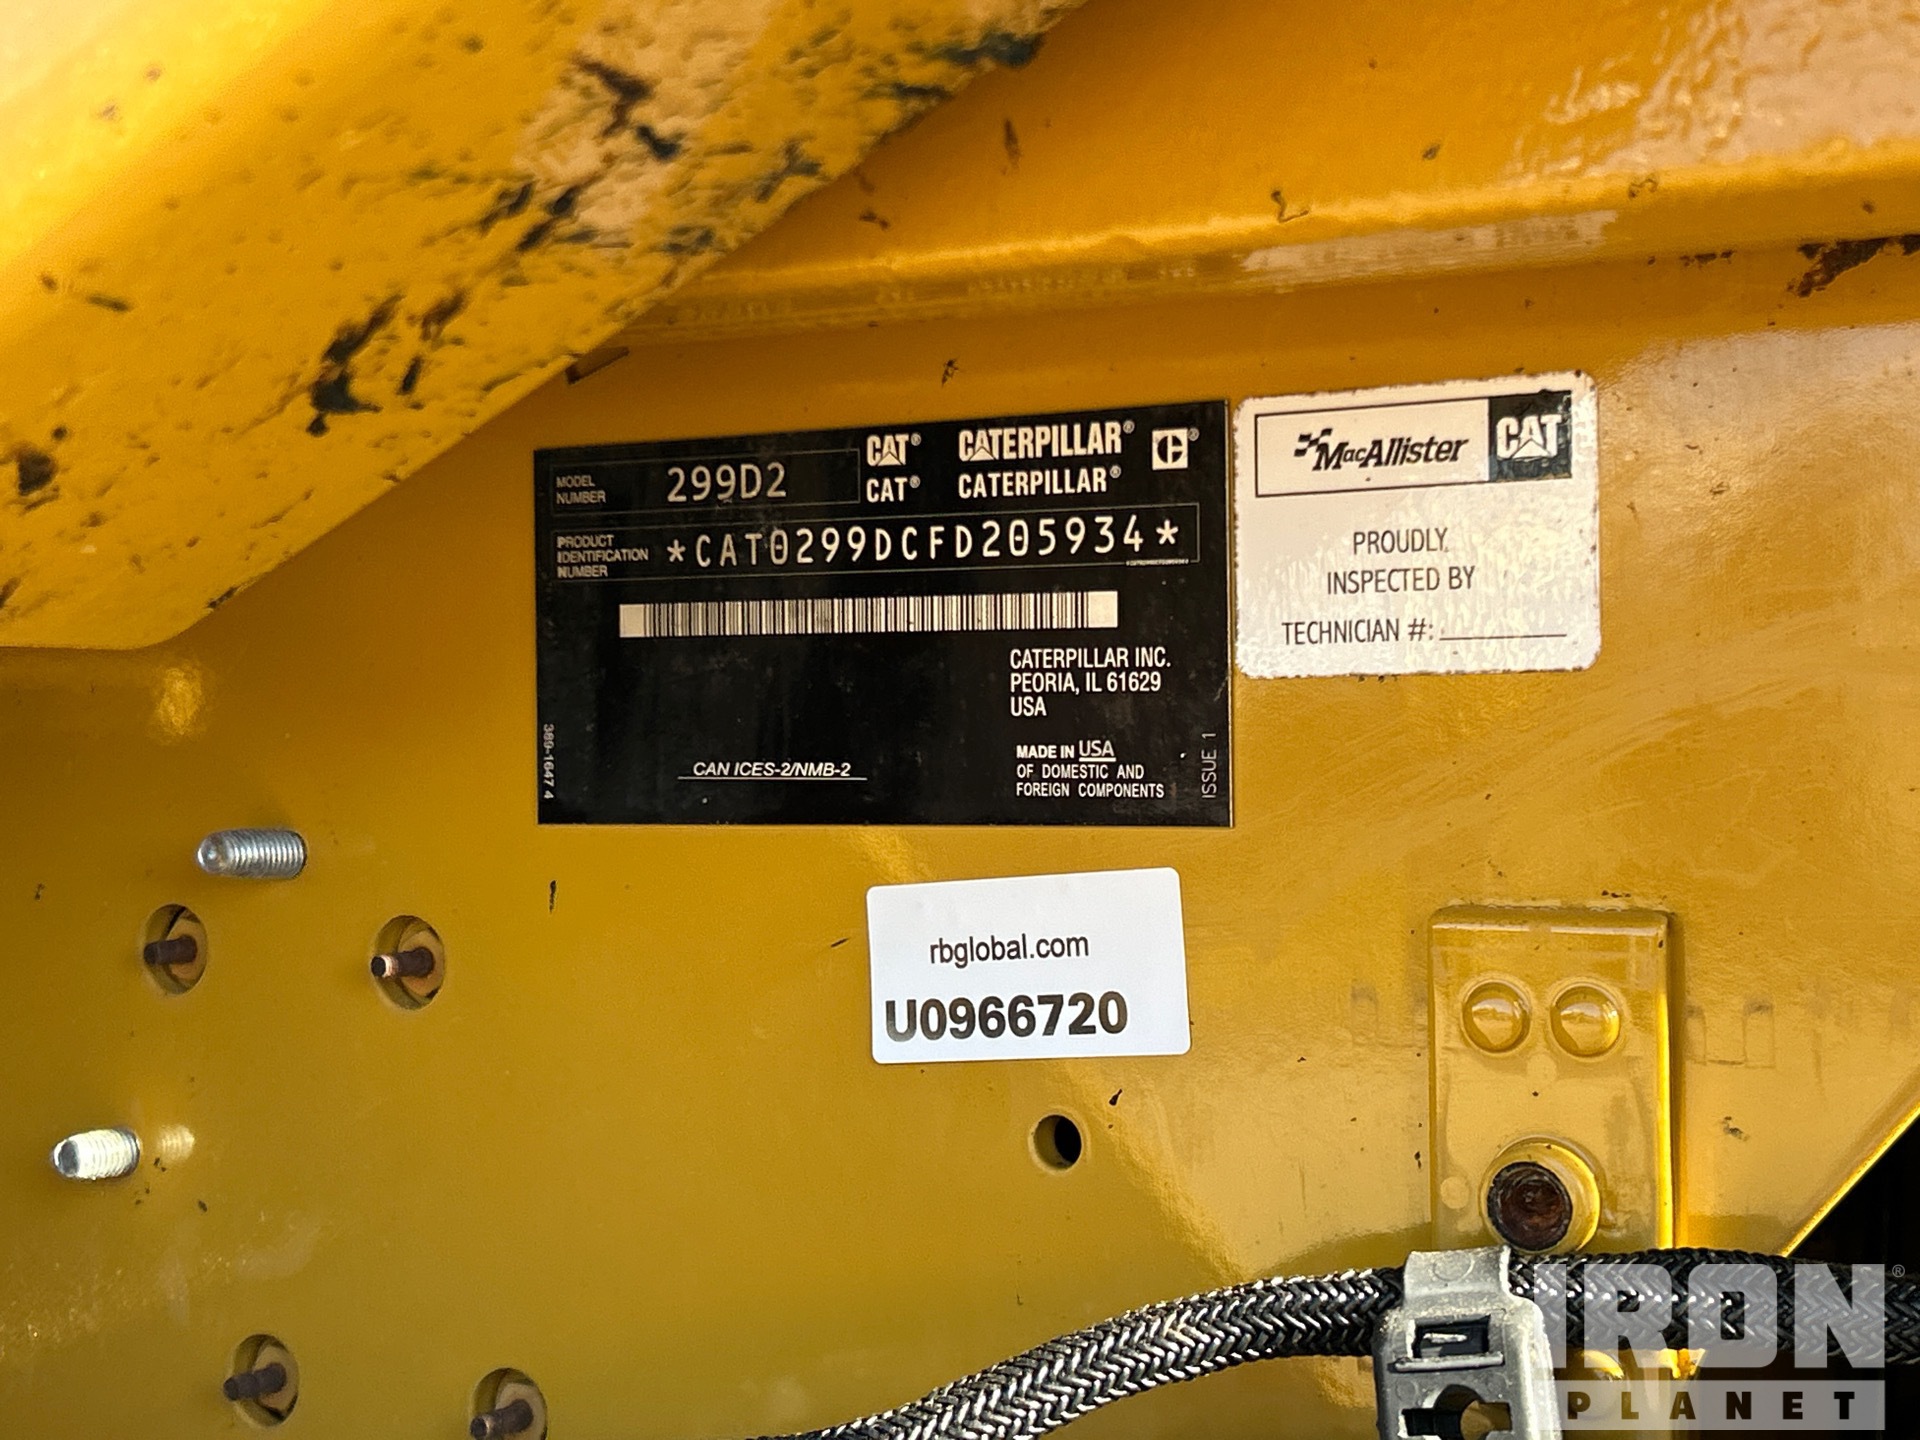 MODEL NUMBER 299D2 CAT® CATERPILLAR® C®
CAT® CATERPILLAR®
PRODUCT IDENTIFICATION NUMBER *CAT0299DCFD205934*
CATERPILLAR INC.
PEORIA, IL 61629
USA
MADE IN USA
OF DOMESTIC AND
FOREIGN COMPONENTS
CAN ICES-2/NMB-2
389-1647 4
ISSUE 1
MacAllister CAT
PROUDLY
INSPECTED BY
TECHNICIAN #:
rbglobal.com
U0966720
IRON®
PLANET